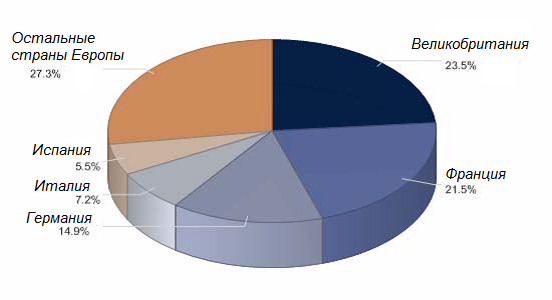 Остальные
страны Европы
27.3%
Великобритания
23.5%
Испания
5.5%
Италия
7.2%
Германия
14.9%
Франция
21.5%